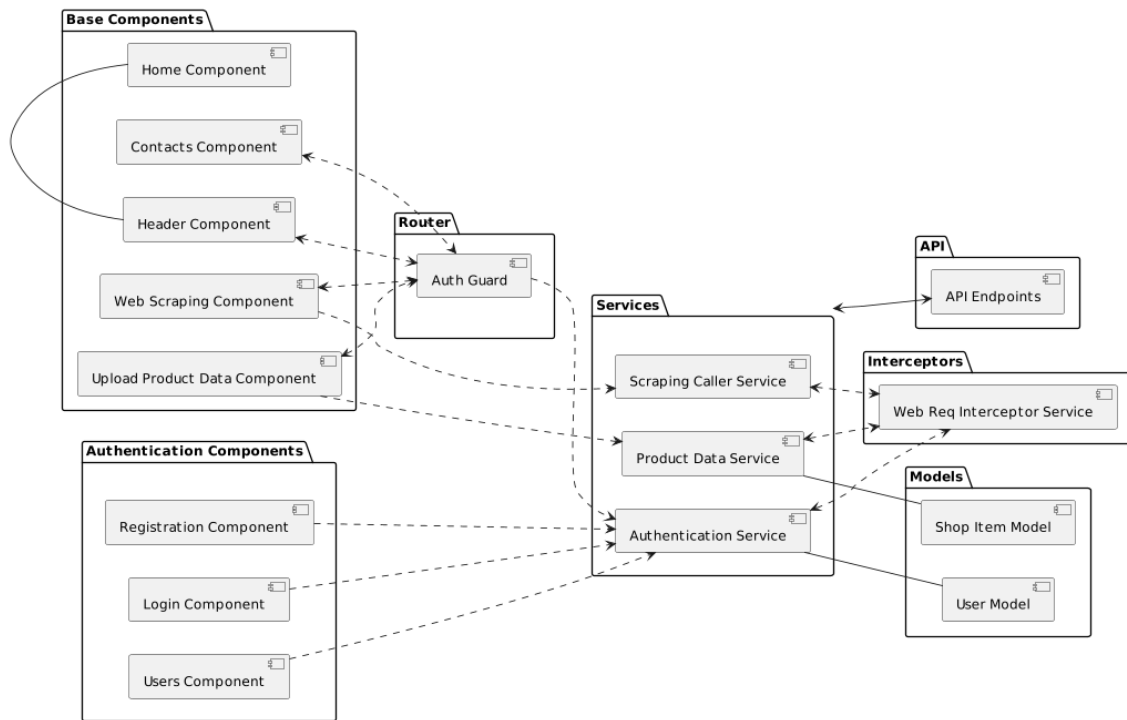 Base Components
Home Component
Contacts Component
Header Component
Web Scraping Component
Upload Product Data Component
Authentication Components
Registration Component
Login Component
Users Component
Router
Auth Guard
Services
Scraping Caller Service
Product Data Service
Authentication Service
API
API Endpoints
Interceptors
Web Req Interceptor Service
Models
Shop Item Model
User Model